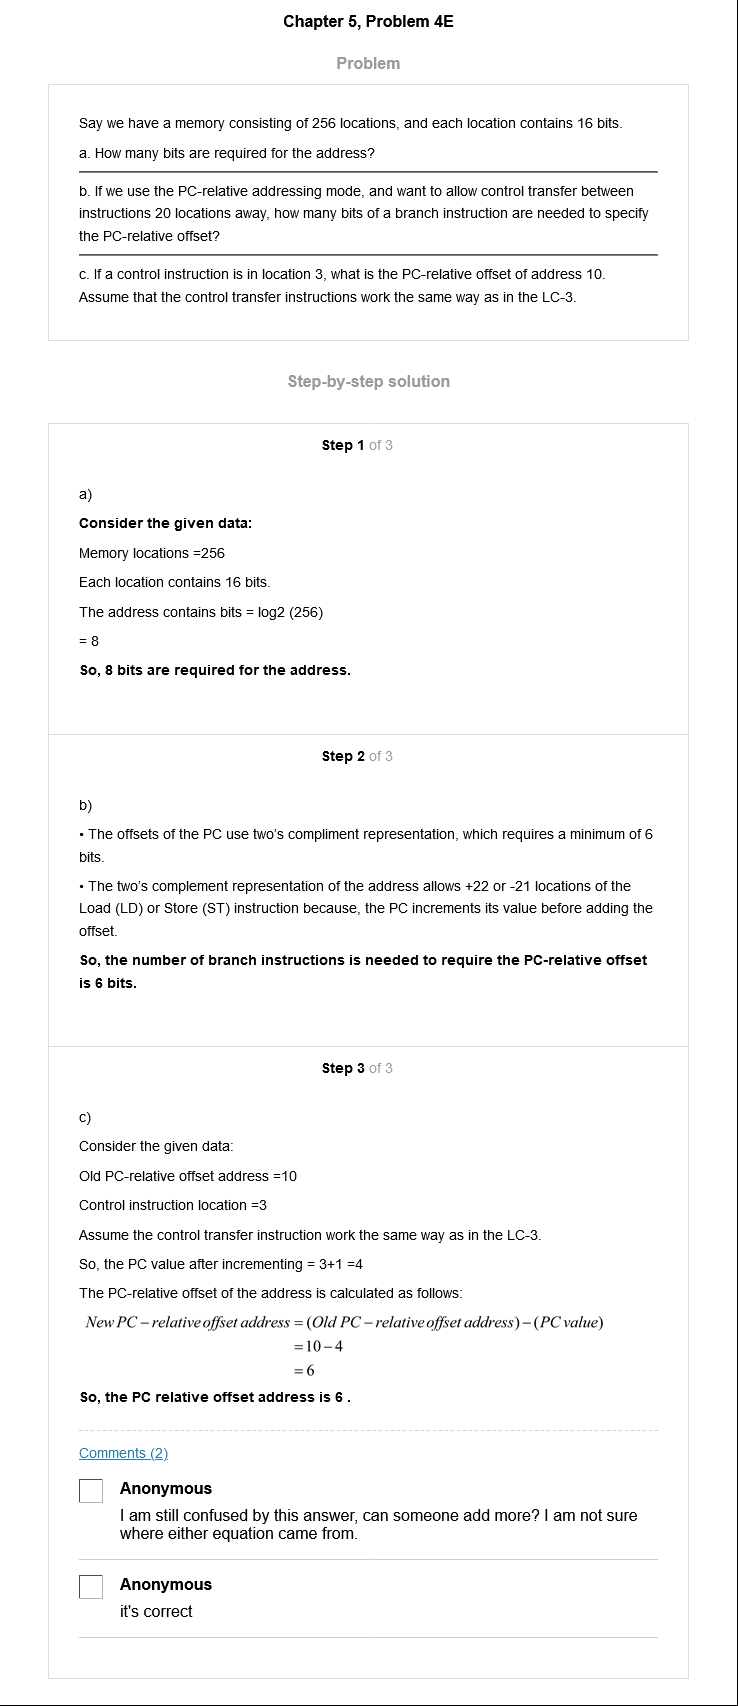 Chapter 5, Problem 4E
Problem
Say we have a memory consisting of 256 locations, and each location contains 16 bits.
a. How many bits are required for the address?
b. If we use the PC-relative addressing mode, and want to allow control transfer between
instructions 20 locations away, how many bits of a branch instruction are needed to specify
the PC-relative offset?
c. If a control instruction is in location 3, what is the PC-relative offset of address 10.
Assume that the control transfer instructions work the same way as in the LC-3.
Step-by-step solution
Step 1 of 3
a)
Consider the given data:
Memory locations =256
Each location contains 16 bits.
The address contains bits = log2 (256)
= 8
So, 8 bits are required for the address.
Step 2 of 3
b)
• The offsets of the PC use two's compliment representation, which requires a minimum of 6
bits.
• The two's complement representation of the address allows +22 or -21 locations of the
Load (LD) or Store (ST) instruction because, the PC increments its value before adding the
offset.
So, the number of branch instructions is needed to require the PC-relative offset
is 6 bits.
Step 3 of 3
c)
Consider the given data:
Old PC-relative offset address =10
Control instruction location =3
Assume the control transfer instruction work the same way as in the LC-3.
So, the PC value after incrementing = 3+1 =4
The PC-relative offset of the address is calculated as follows:
New PC – relative offset address = (Old PC – relative offset address) – (PC value)
= 10 – 4
= 6
So, the PC relative offset address is 6 .
Comments (2)
Anonymous
I am still confused by this answer, can someone add more? I am not sure
where either equation came from.
Anonymous
it's correct